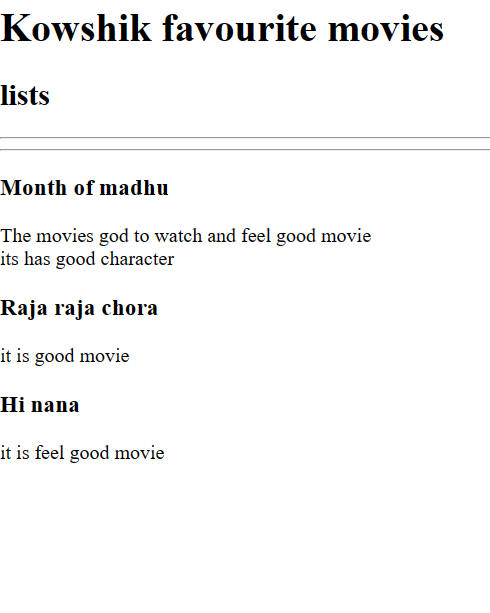 Kowshik favourite movies
lists
Month of madhu
The movies god to watch and feel good movie
its has good character
Raja raja chora
it is good movie
Hi nana
it is feel good movie